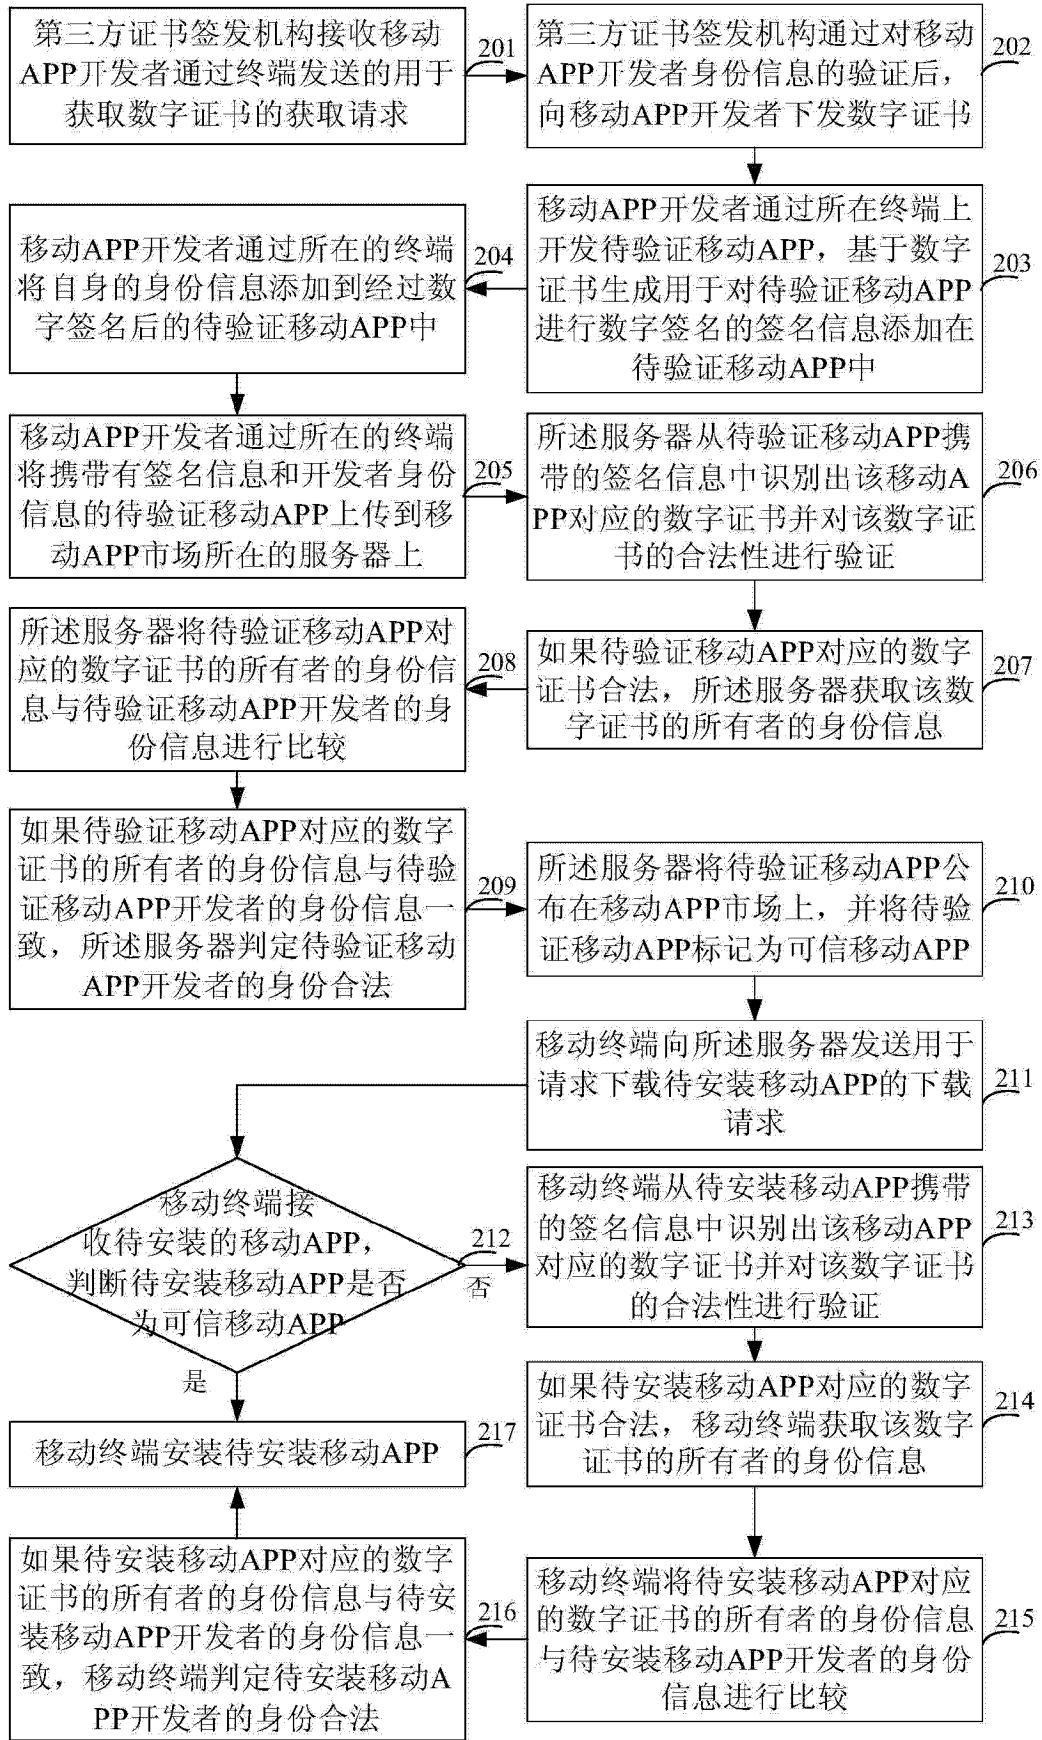 第三方证书签发机构接收移动
APP开发者通过终端发送的用于
获取数字证书的获取请求
201
第三方证书签发机构通过对移动
APP开发者身份信息的验证后，
向移动APP开发者下发数字证书
202
移动APP开发者通过所在终端上
开发待验证移动APP，基于数字
证书生成用于对待验证移动APP
进行数字签名的签名信息添加在
待验证移动APP中
203
移动APP开发者通过所在的终端
将自身的身份信息添加到经过数
字签名后的待验证移动APP中
204
移动APP开发者通过所在的终端
将携带有签名信息和开发者身份
信息的待验证移动APP上传到移
动APP市场所在的服务器上
205
所述服务器从待验证移动APP携
带的签名信息中识别出该移动A
PP对应的数字证书并对该数字证
书的合法性进行验证
206
如果待验证移动APP对应的数字
证书合法，所述服务器获取该数
字证书的所有者的身份信息
207
所述服务器将待验证移动APP对
应的数字证书的所有者的身份信
息与待验证移动APP开发者的身
份信息进行比较
208
如果待验证移动APP对应的数字
证书的所有者的身份信息与待验
证移动APP开发者的身份信息一
致，所述服务器判定待验证移动
APP开发者的身份合法
209
所述服务器将待验证移动APP公
布在移动APP市场上，并将待验
证移动APP标记为可信移动APP
210
移动终端向所述服务器发送用于
请求下载待安装移动APP的下载
请求
211
移动终端接
收待安装的移动APP，
判断待安装移动APP是否
为可信移动APP
212
否
是
移动终端从待安装移动APP携带
的签名信息中识别出该移动APP
对应的数字证书并对该数字证书
的合法性进行验证
213
如果待安装移动APP对应的数字
证书合法，移动终端获取该数字
证书的所有者的身份信息
214
移动终端将待安装移动APP对应
的数字证书的所有者的身份信息
与待安装移动APP开发者的身份
信息进行比较
215
如果待安装移动APP对应的数字
证书的所有者的身份信息与待安
装移动APP开发者的身份信息一
致，移动终端判定待安装移动A
PP开发者的身份合法
216
移动终端安装待安装移动APP
217